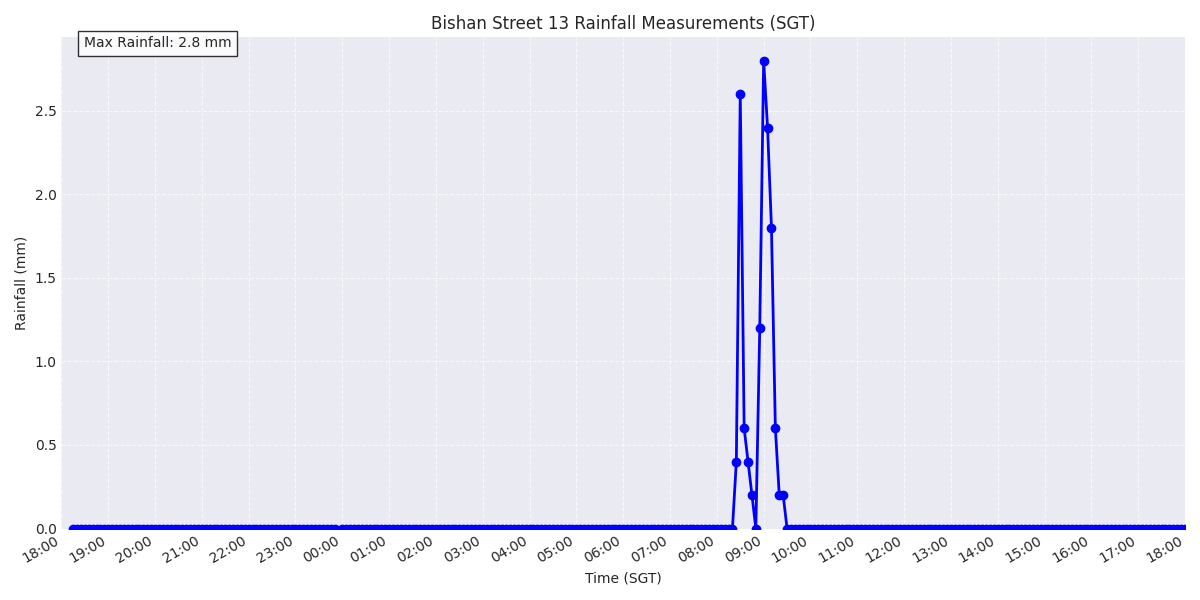 Bishan Street 13 Rainfall Measurements (SGT)
Max Rainfall: 2.8 mm
Rainfall (mm)
2.5
2.0
1.5
1.0
0.5
0.0
18:00 19:00 20:00 21:00 22:00 23:00 00:00 01:00 02:00 03:00 04:00 05:00 06:00 07:00 08:00 09:00 10:00 11:00 12:00 13:00 14:00 15:00 16:00 17:00 18:00
Time (SGT)